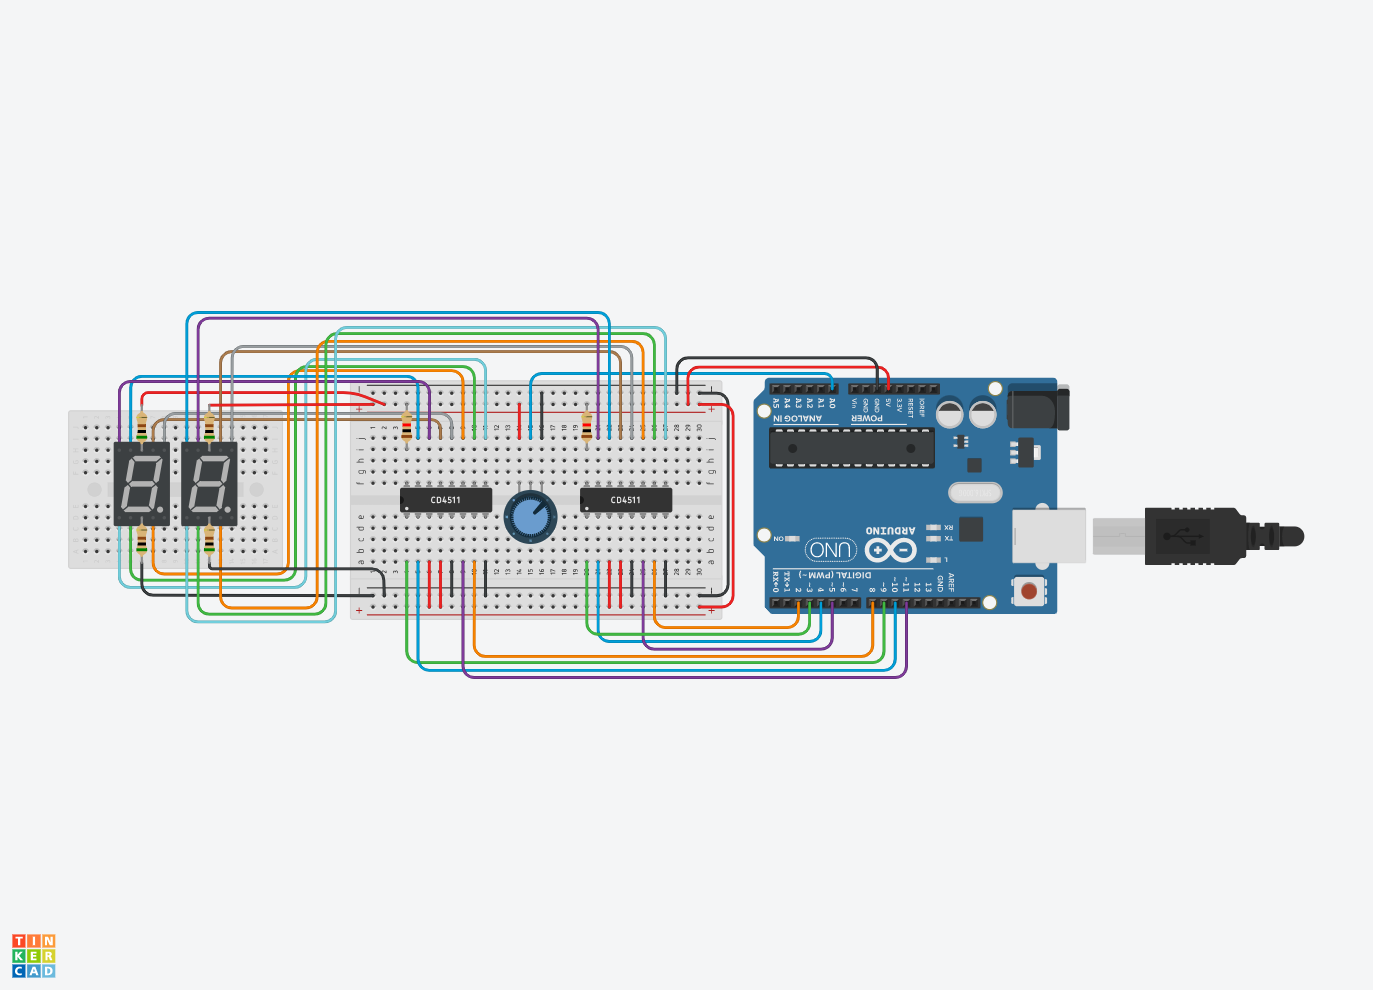 CD4511
CD4511
A5
A4
A3
A2
A1
A0
Vin
GND
GND
5V
3.3V
RESET
IOREF
ANALOG IN
POWER
ARDUINO
UNO
ON
RX
TX
L
DIGITAL (PWM~)
RX←0
TX→1
2
~3
4
~5
~6
7
8
~9
~10
~11
12
13
GND
AREF
j
i
h
g
f
e
d
c
b
a
TIN
KER
CAD